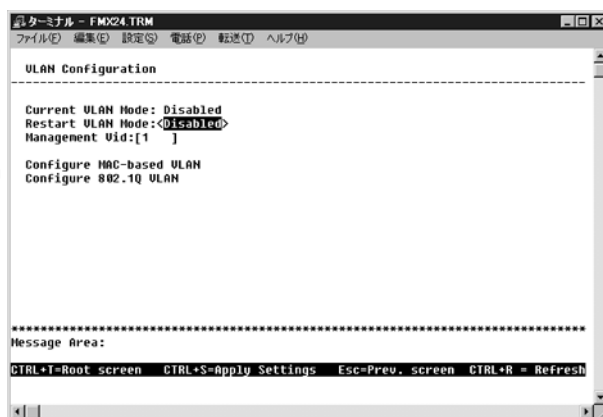 ターミナル - FMX24.TRM
ファイル(F) 編集(E) 設定(S) 電話(P) 転送(T) ヘルプ(H)
VLAN Configuration
--------------------------------------------------------------------------------
Current VLAN Mode: Disabled
Restart VLAN Mode:<Disabled>
Management Vid:[1   ]
Configure MAC-based VLAN
Configure 802.1Q VLAN
********************************************************************************
Message Area:
CTRL+T=Root screen CTRL+S=Apply Settings Esc=Prev. screen CTRL+R = Refresh